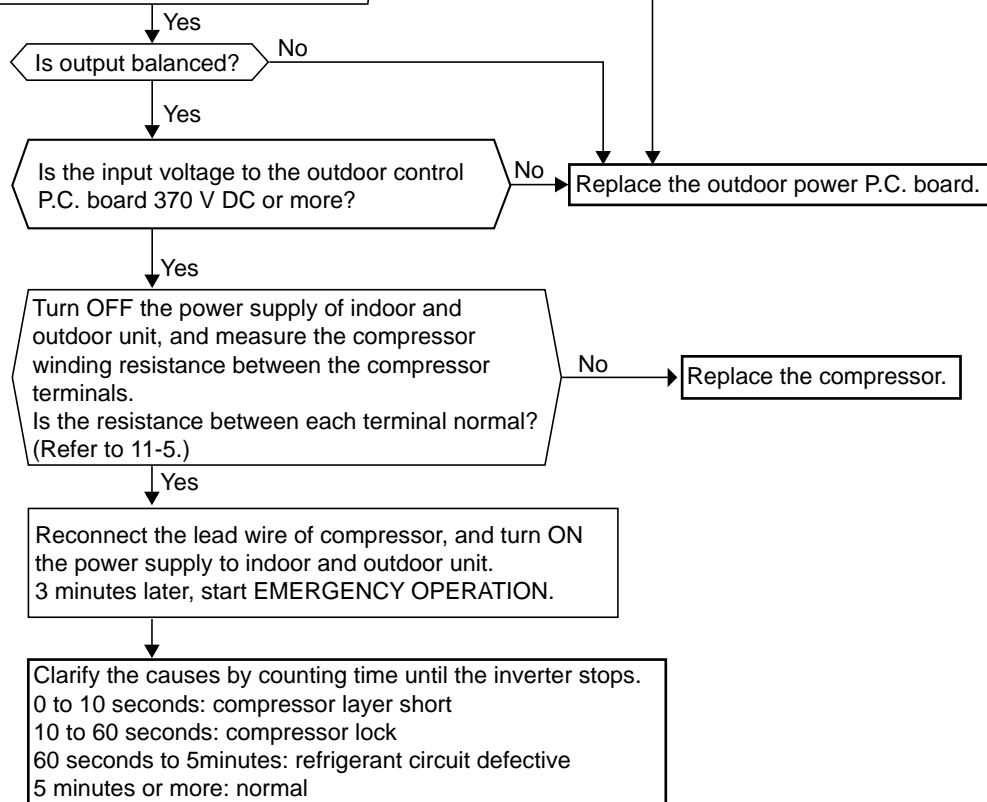 Yes
Is output balanced?
No
Yes
Is the input voltage to the outdoor control
P.C. board 370 V DC or more?
No
Replace the outdoor power P.C. board.
Yes
Turn OFF the power supply of indoor and
outdoor unit, and measure the compressor
winding resistance between the compressor
terminals.
Is the resistance between each terminal normal?
(Refer to 11-5.)
No
Replace the compressor.
Yes
Reconnect the lead wire of compressor, and turn ON
the power supply to indoor and outdoor unit.
3 minutes later, start EMERGENCY OPERATION.
Clarify the causes by counting time until the inverter stops.
0 to 10 seconds: compressor layer short
10 to 60 seconds: compressor lock
60 seconds to 5minutes: refrigerant circuit defective
5 minutes or more: normal